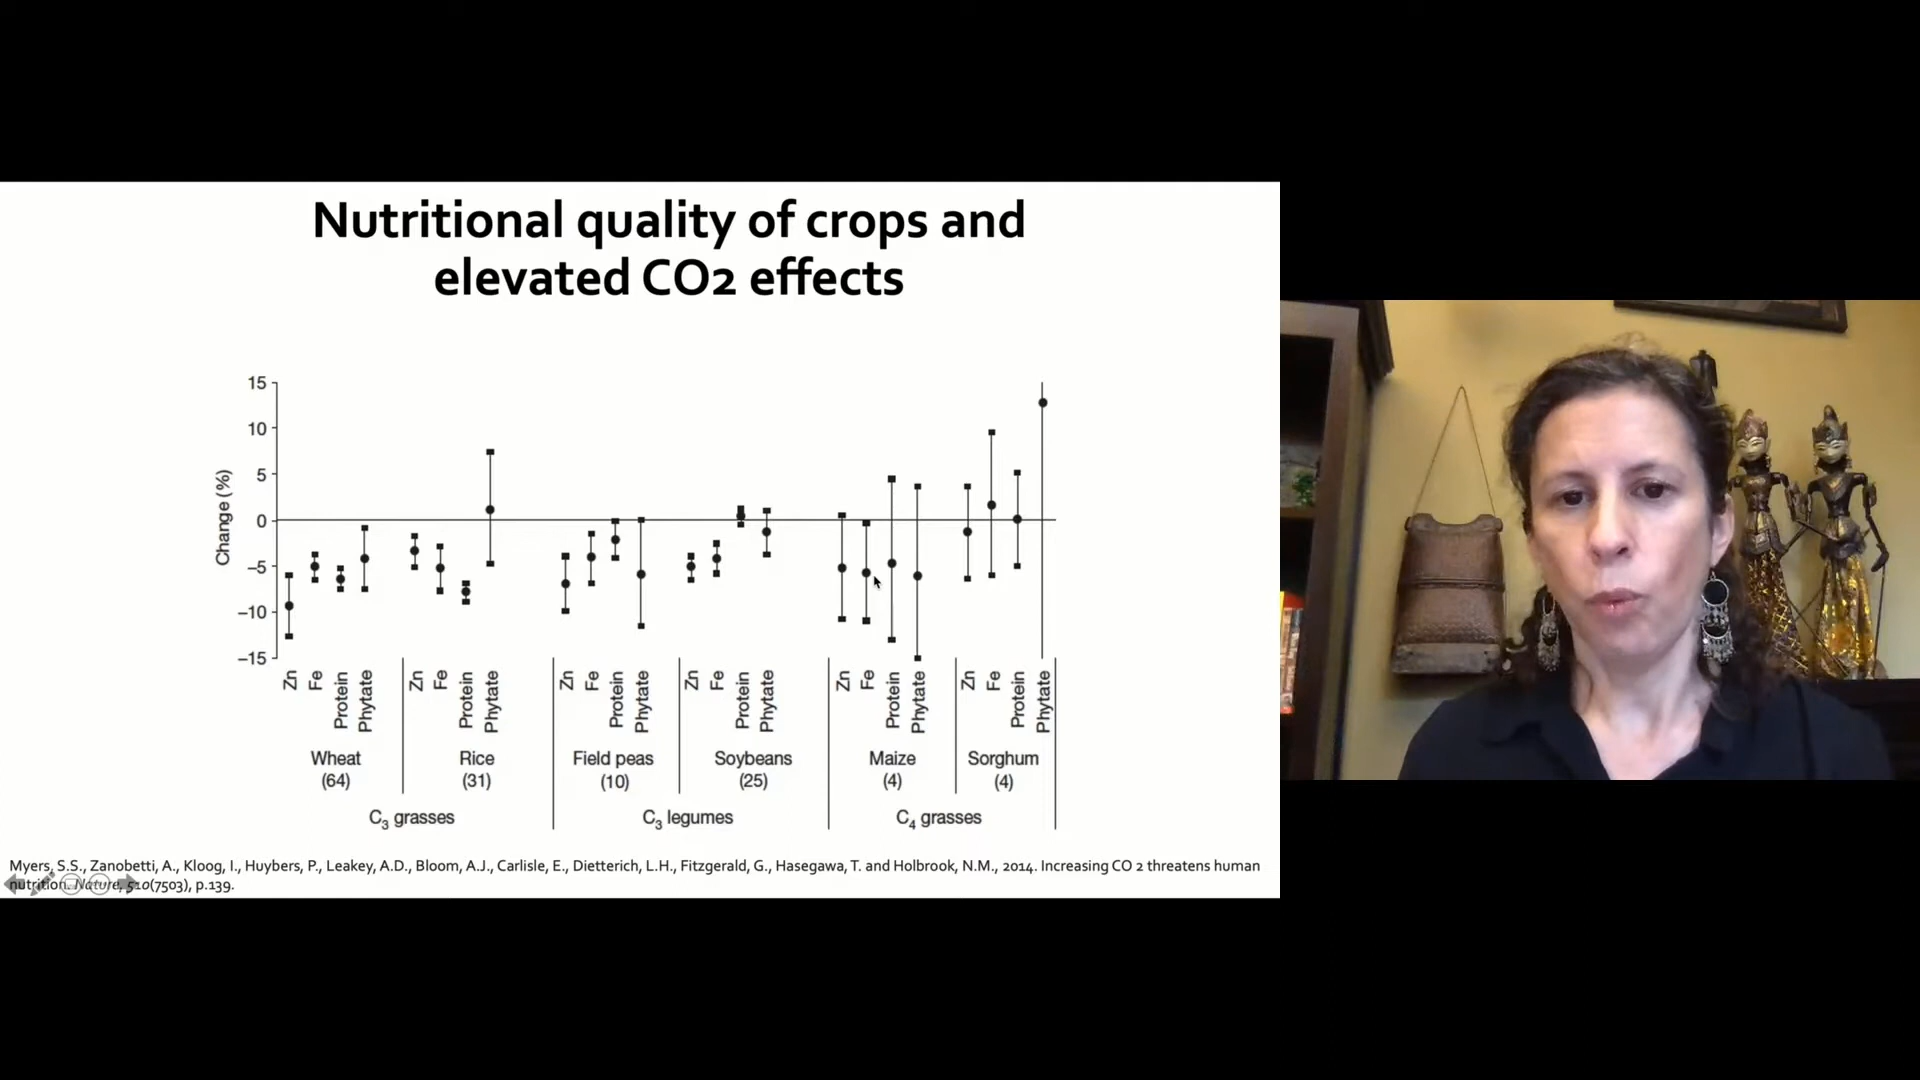 Nutritional quality of crops and
elevated CO2 effects
Change (%)
15
10
5
0
–5
–10
–15
Zn Fe Protein Phytate Zn Fe Protein Phytate Zn Fe Protein Phytate Zn Fe Protein Phytate Zn Fe Protein Phytate Zn Fe Protein Phytate
Wheat Rice Field peas Soybeans Maize Sorghum
(64) (31) (10) (25) (4) (4)
C3 grasses C3 legumes C4 grasses
Myers, S.S., Zanobetti, A., Kloog, I., Huybers, P., Leakey, A.D., Bloom, A.J., Carlisle, E., Dietterich, L.H., Fitzgerald, G., Hasegawa, T. and Holbrook, N.M., 2014. Increasing CO 2 threatens human
nutrition. Nature, 510(7503), p.139.